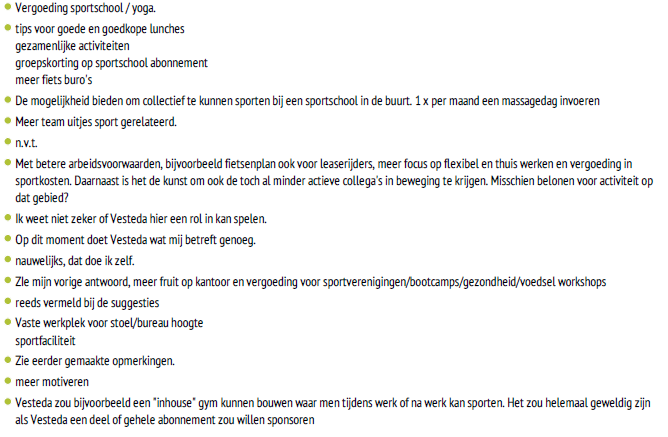 Vergoeding sportschool / yoga.
tips voor goede en goedkope lunches
gezamenlijke activiteiten
groepskorting op sportschool abonnement
meer fiets buro's
De mogelijkheid bieden om collectief te kunnen sporten bij een sportschool in de buurt. 1 x per maand een massagedag invoeren
Meer team uitjes sport gerelateerd.
n.v.t.
Met betere arbeidsvoorwaarden, bijvoorbeeld fietsenplan ook voor leaserijders, meer focus op flexibel en thuis werken en vergoeding in
sportkosten. Daarnaast is het de kunst om ook de toch al minder actieve collega's in beweging te krijgen. Misschien belonen voor activiteit op
dat gebied?
Ik weet niet zeker of Vesteda hier een rol in kan spelen.
Op dit moment doet Vesteda wat mij betreft genoeg.
nauwelijks, dat doe ik zelf.
ZIe mijn vorige antwoord, meer fruit op kantoor en vergoeding voor sportverenigingen/bootcamps/gezondheid/voedsel workshops
reeds vermeld bij de suggesties
Vaste werkplek voor stoel/bureau hoogte
sportfaciliteit
Zie eerder gemaakte opmerkingen.
meer motiveren
Vesteda zou bijvoorbeeld een "inhouse" gym kunnen bouwen waar men tijdens werk of na werk kan sporten. Het zou helemaal geweldig zijn
als Vesteda een deel of gehele abonnement zou willen sponsoren